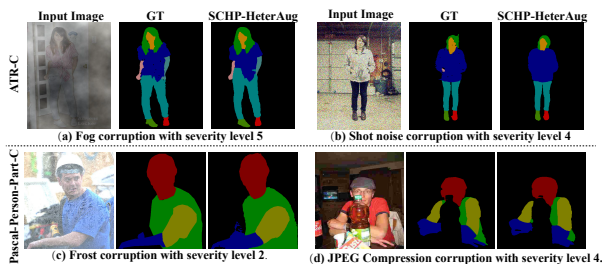 Input Image GT SCHP-HeterAug Input Image GT SCHP-HeterAug
ATR-C
(a) Fog corruption with severity level 5 (b) Shot noise corruption with severity level 4
Pascal-Person-Part-C
(c) Frost corruption with severity level 2. (d) JPEG Compression corruption with severity level 4.